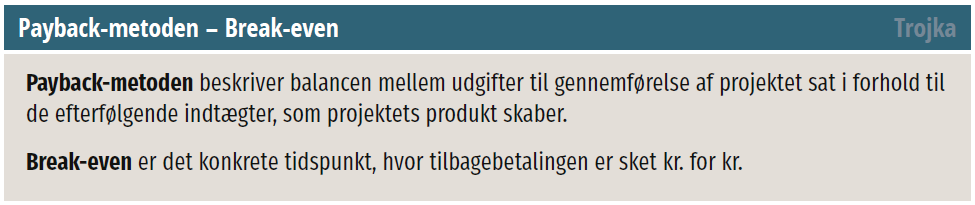 Payback-metoden – Break-even Trojka
Payback-metoden beskriver balancen mellem udgifter til gennemførelse af projektet sat i forhold til
de efterfølgende indtægter, som projektets produkt skaber.
Break-even er det konkrete tidspunkt, hvor tilbagebetalingen er sket kr. for kr.